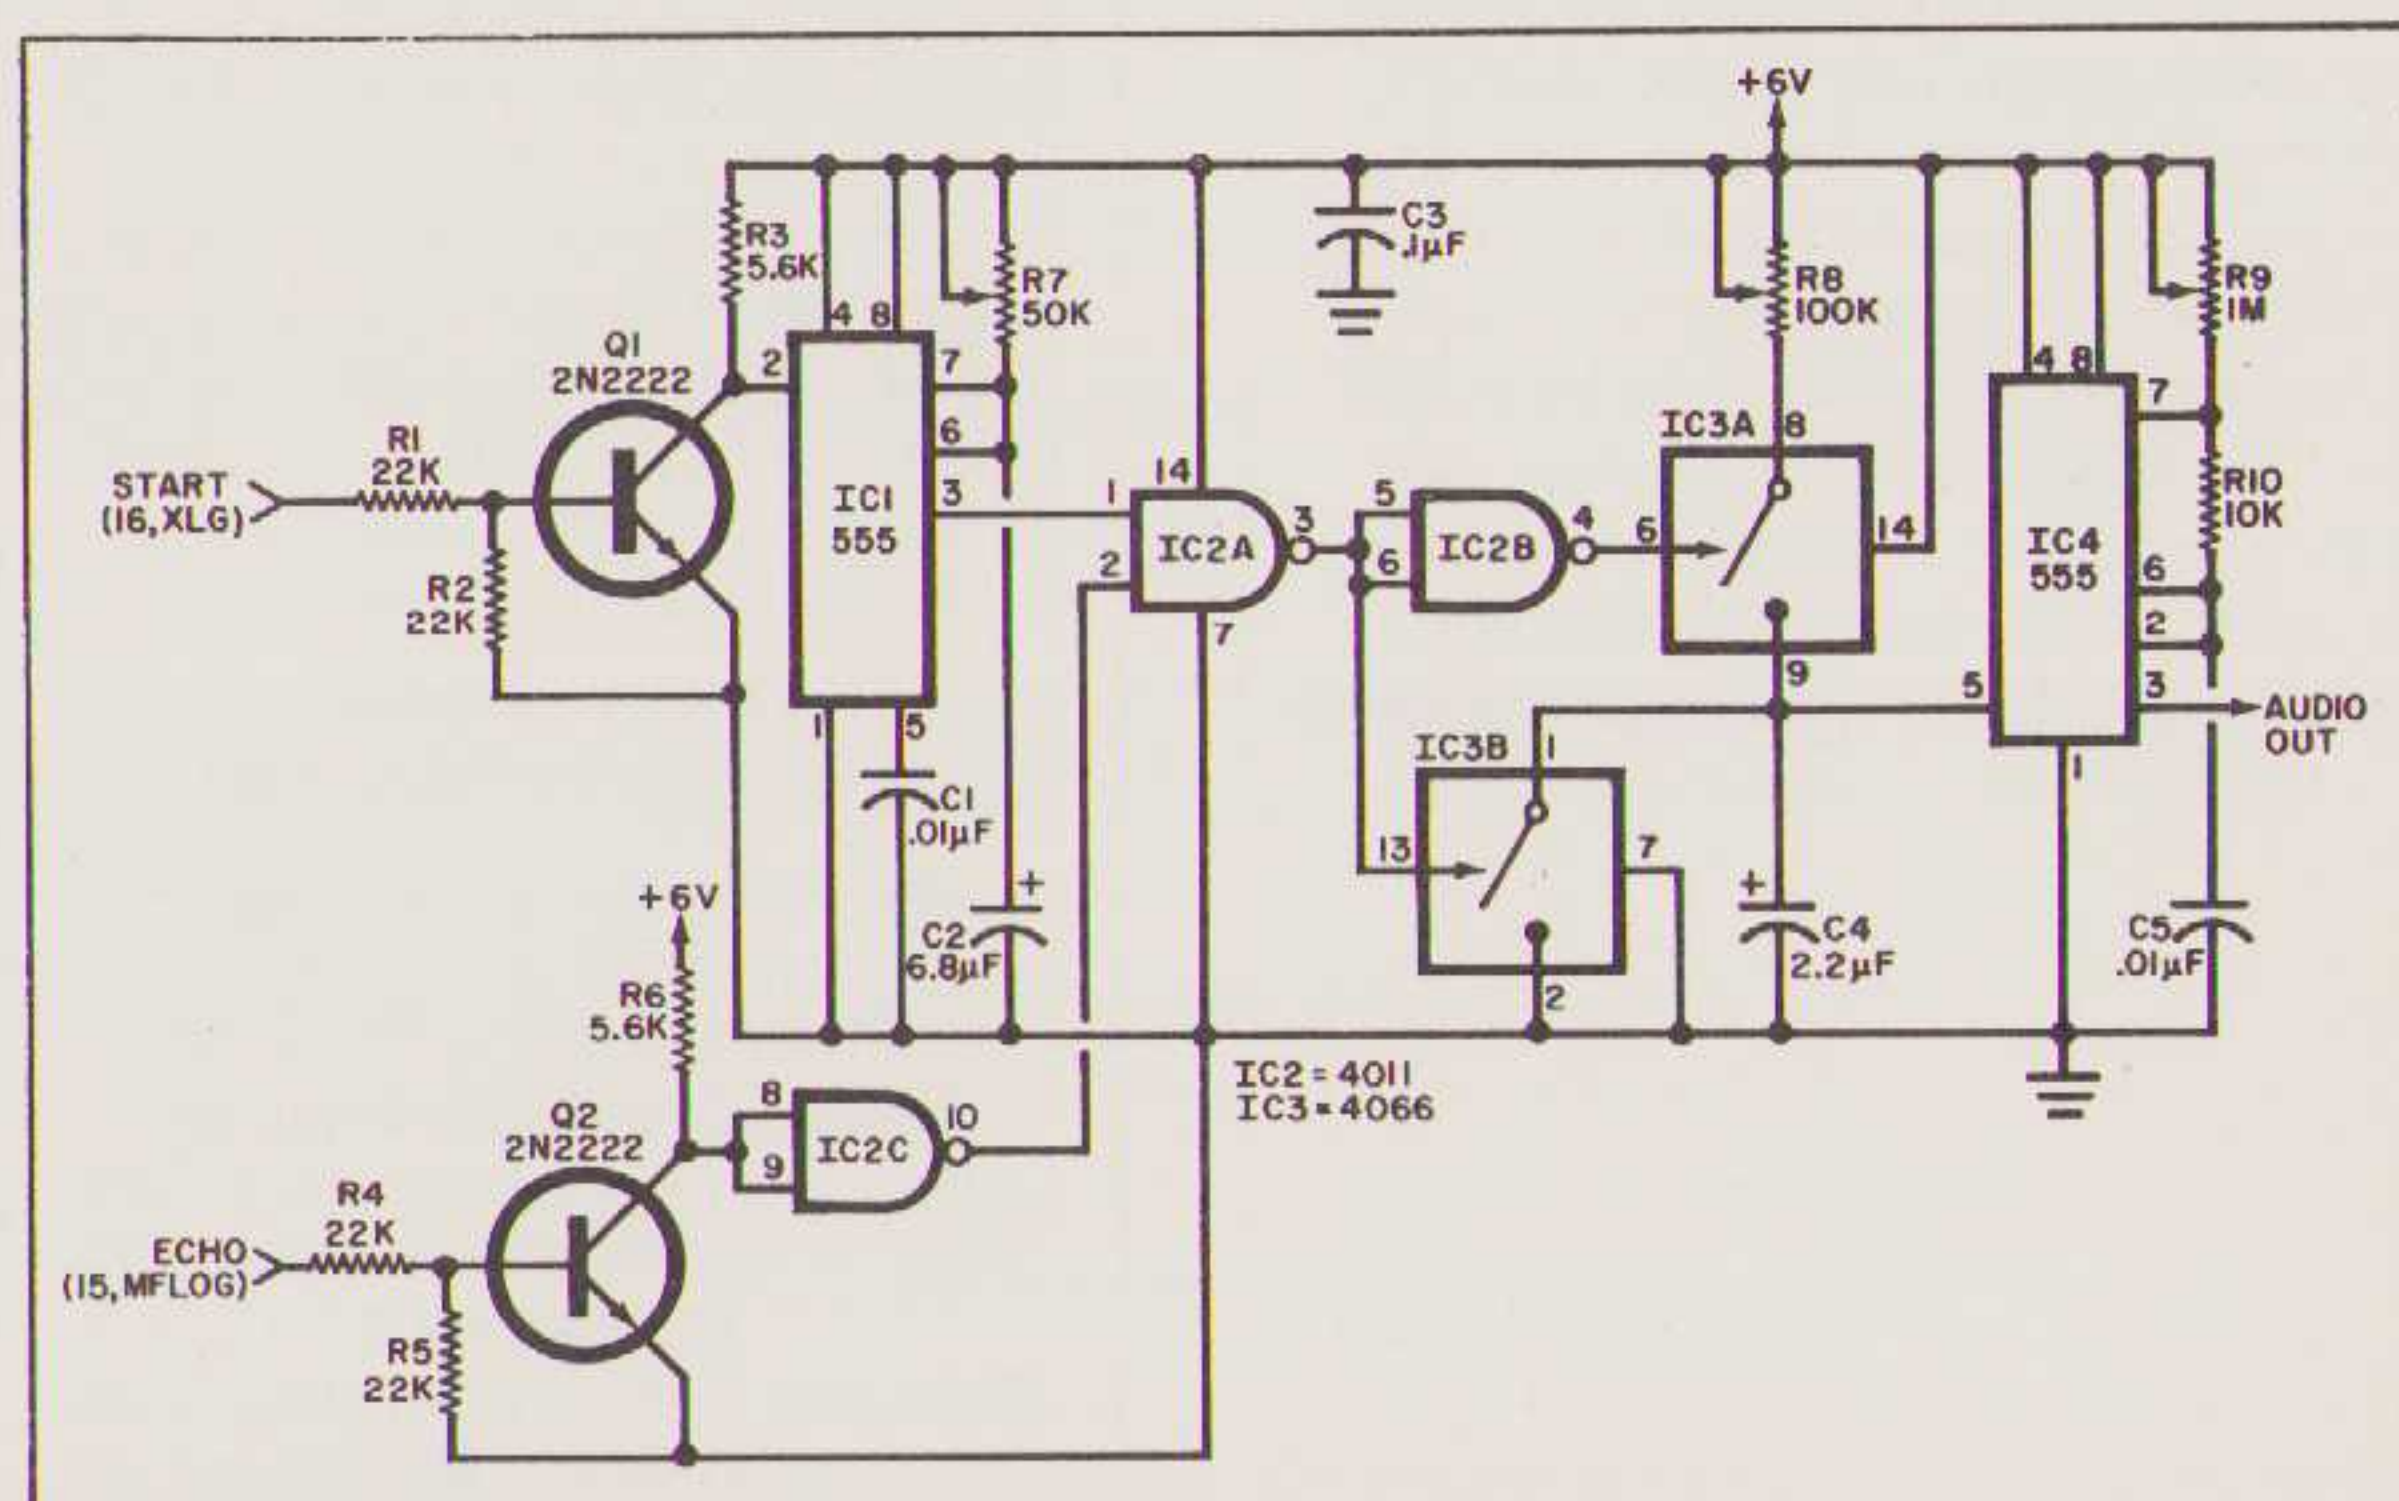 +6V
R3
5.6K
4
8
R7
50K
C3
.1µF
R8
100K
R9
1M
Q1
2N2222
2
7
6
3
IC1
555
1
5
START
(16,XLG)
R1
22K
R2
22K
C1
.01µF
C2
6.8µF
+
1
2
14
IC2A
3
7
5
6
IC2B
4
6
IC3A
8
14
9
IC3B
1
13
7
2
+
C4
2.2µF
4
8
7
R10
10K
IC4
555
6
2
5
3
AUDIO
OUT
1
C5
.01µF
+6V
R6
5.6K
IC2 = 4011
IC3 = 4066
Q2
2N2222
8
9
IC2C
10
ECHO
(15,MFLOG)
R4
22K
R5
22K